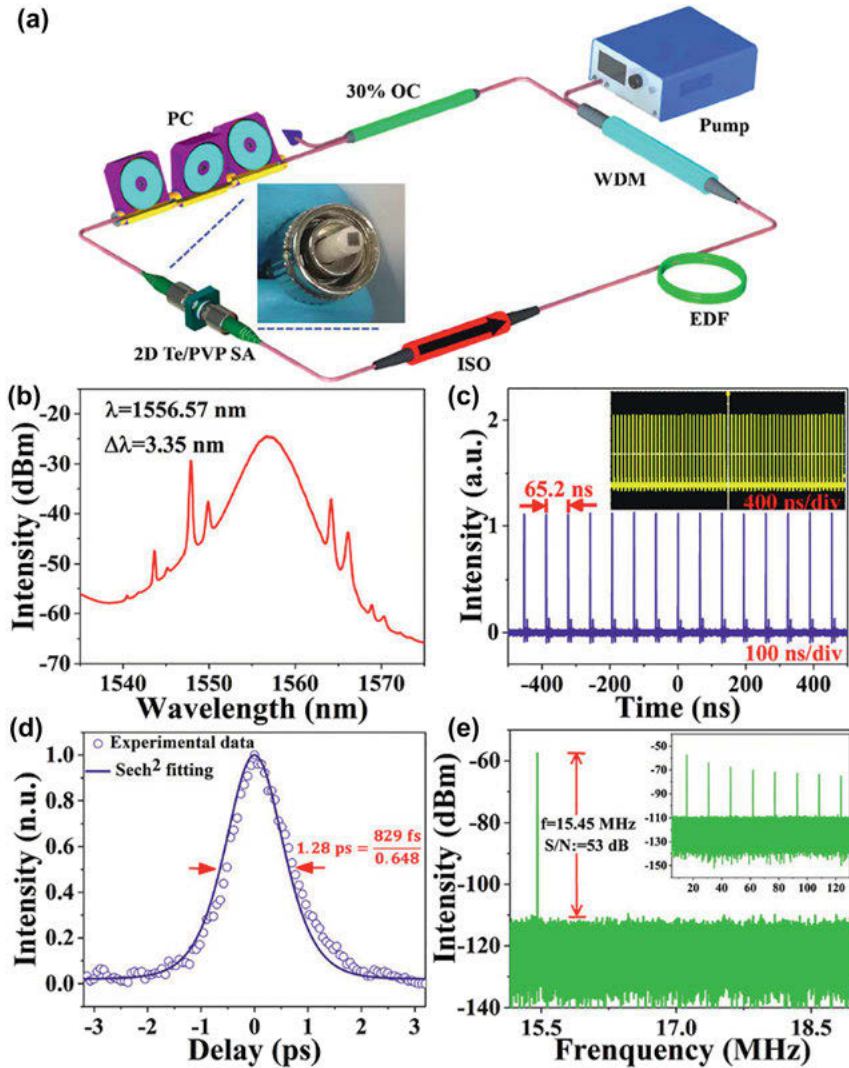 (a)
30% OC
PC
Pump
WDM
EDF
2D Te/PVP SA
ISO
(b)
λ=1556.57 nm
Δλ=3.35 nm
Intensity (dBm)
-20
-30
-40
-50
-60
-70
1540 1550 1560 1570
Wavelength (nm)
(c)
65.2 ns
400 ns/div
100 ns/div
Intensity (a.u.)
2
1
0
-400 -200 0 200 400
Time (ns)
(d)
Experimental data
Sech² fitting
1.28 ps = 829 fs / 0.648
Intensity (n.u.)
1.0
0.8
0.6
0.4
0.2
0.0
-3 -2 -1 0 1 2 3
Delay (ps)
(e)
f=15.45 MHz
S/N:=53 dB
-50
-70
-90
-110
-130
-150
20 40 60 80 100 120
Intensity (dBm)
-60
-80
-100
-120
-140
15.5 17.0 18.5
Frenquency (MHz)